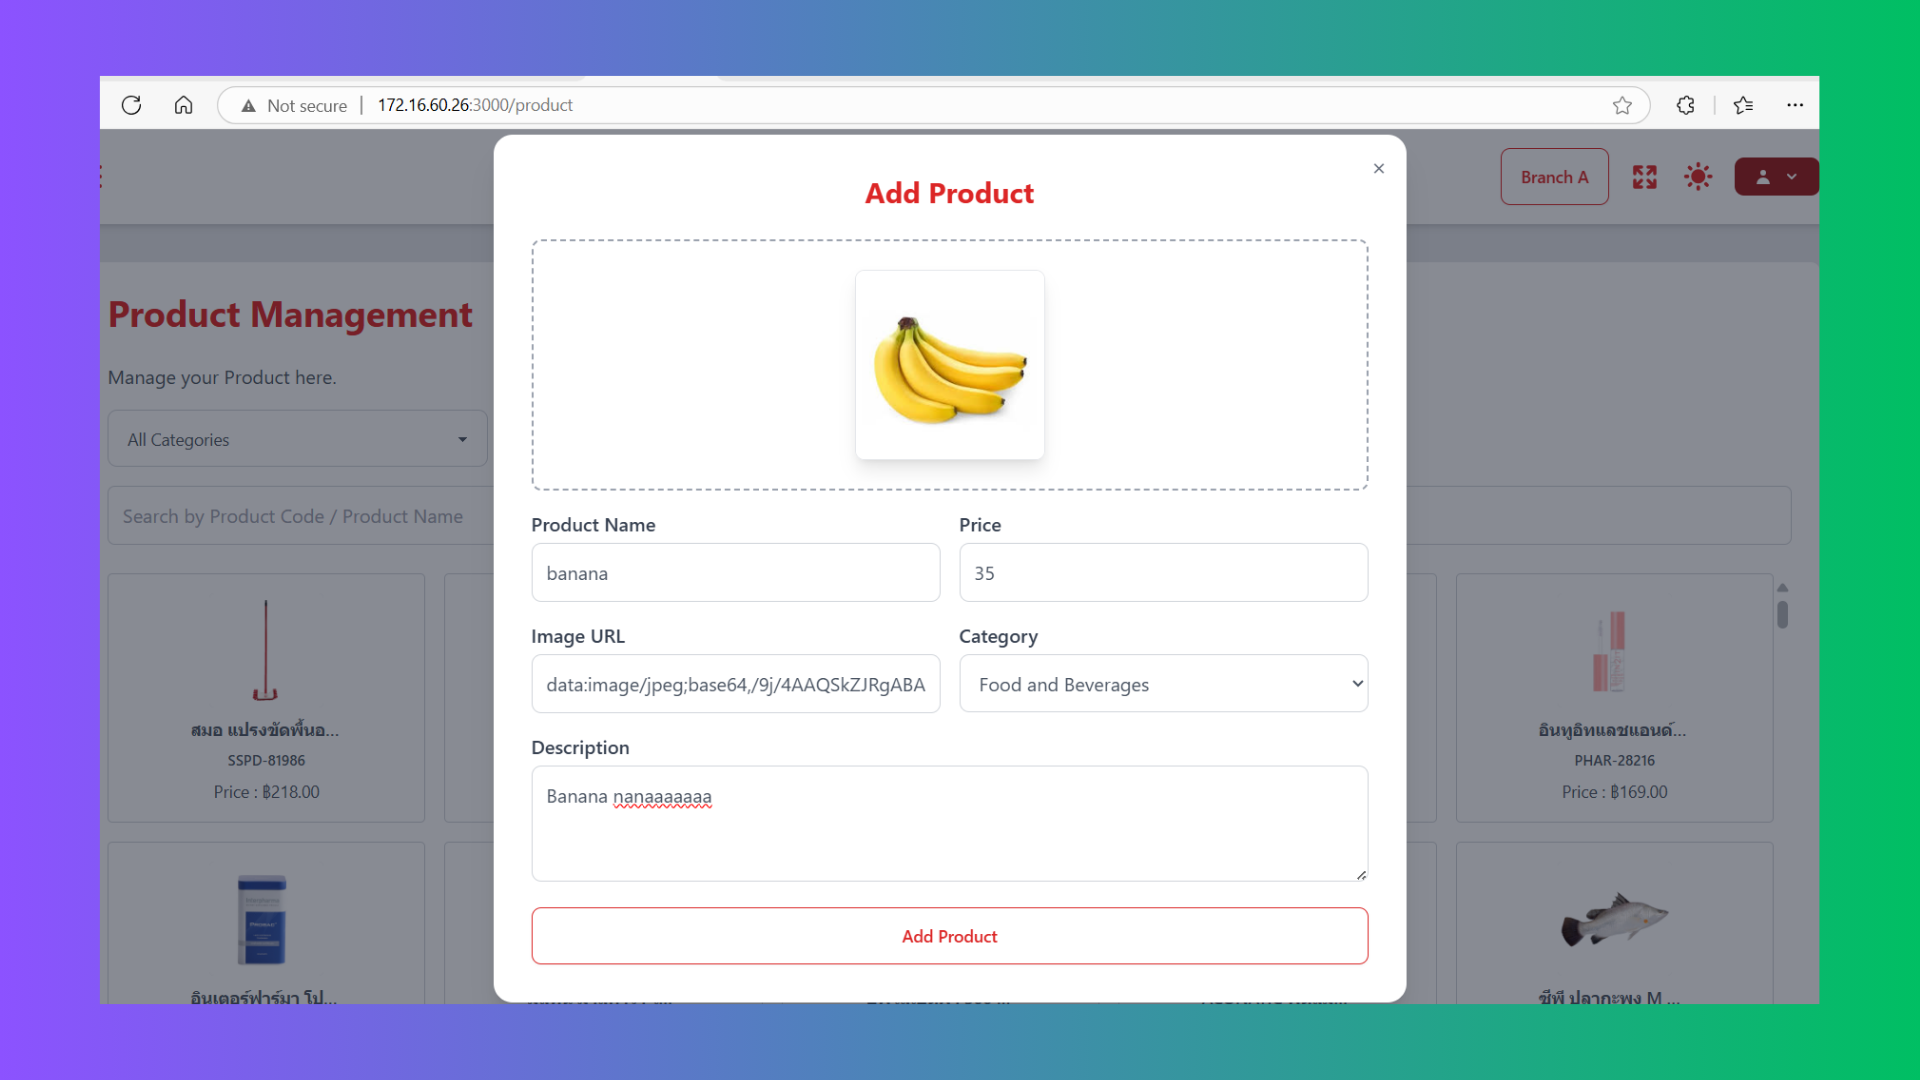 Not secure | 172.16.60.26:3000/product
Branch A
Add Product
Product Management
Manage your Product here.
All Categories
Search by Product Code / Product Name
Product Name
Price
banana
35
Image URL
Category
data:image/jpeg;base64,/9j/4AAQSkZJRgABA
Food and Beverages
Description
Banana nanaaaaaaa
Add Product
สมอ แปรงขัดพื้นอ...
SSPD-81986
Price : ฿218.00
อินทูอิทแลชแอนด์...
PHAR-28216
Price : ฿169.00
อินเตอร์ฟาร์มา โป...
ซีพี ปลากะพง M ...